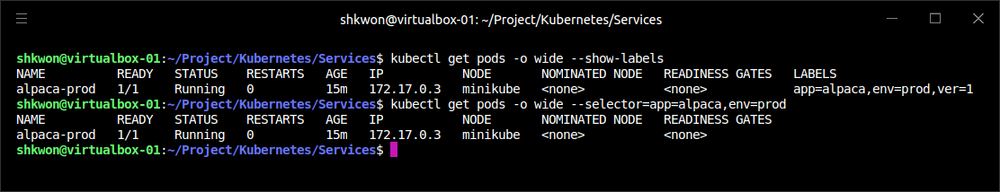 shkwon@virtualbox-01: ~/Project/Kubernetes/Services
shkwon@virtualbox-01:~/Project/Kubernetes/Services$ kubectl get pods -o wide --show-labels
NAME READY STATUS RESTARTS AGE IP NODE NOMINATED NODE READINESS GATES LABELS
alpaca-prod 1/1 Running 0 15m 172.17.0.3 minikube <none> <none> app=alpaca,env=prod,ver=1
shkwon@virtualbox-01:~/Project/Kubernetes/Services$ kubectl get pods -o wide --selector=app=alpaca,env=prod
NAME READY STATUS RESTARTS AGE IP NODE NOMINATED NODE READINESS GATES
alpaca-prod 1/1 Running 0 15m 172.17.0.3 minikube <none> <none>
shkwon@virtualbox-01:~/Project/Kubernetes/Services$